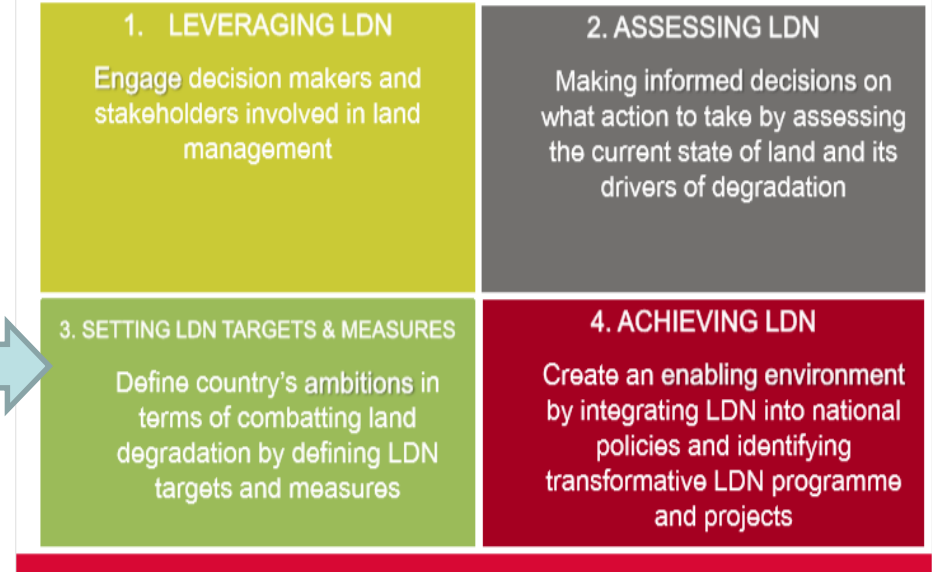 1. LEVERAGING LDN
Engage decision makers and
stakeholders involved in land
management
2. ASSESSING LDN
Making informed decisions on
what action to take by assessing
the current state of land and its
drivers of degradation
3. SETTING LDN TARGETS & MEASURES
Define country's ambitions in
terms of combatting land
degradation by defining LDN
targets and measures
4. ACHIEVING LDN
Create an enabling environment
by integrating LDN into national
policies and identifying
transformative LDN programme
and projects